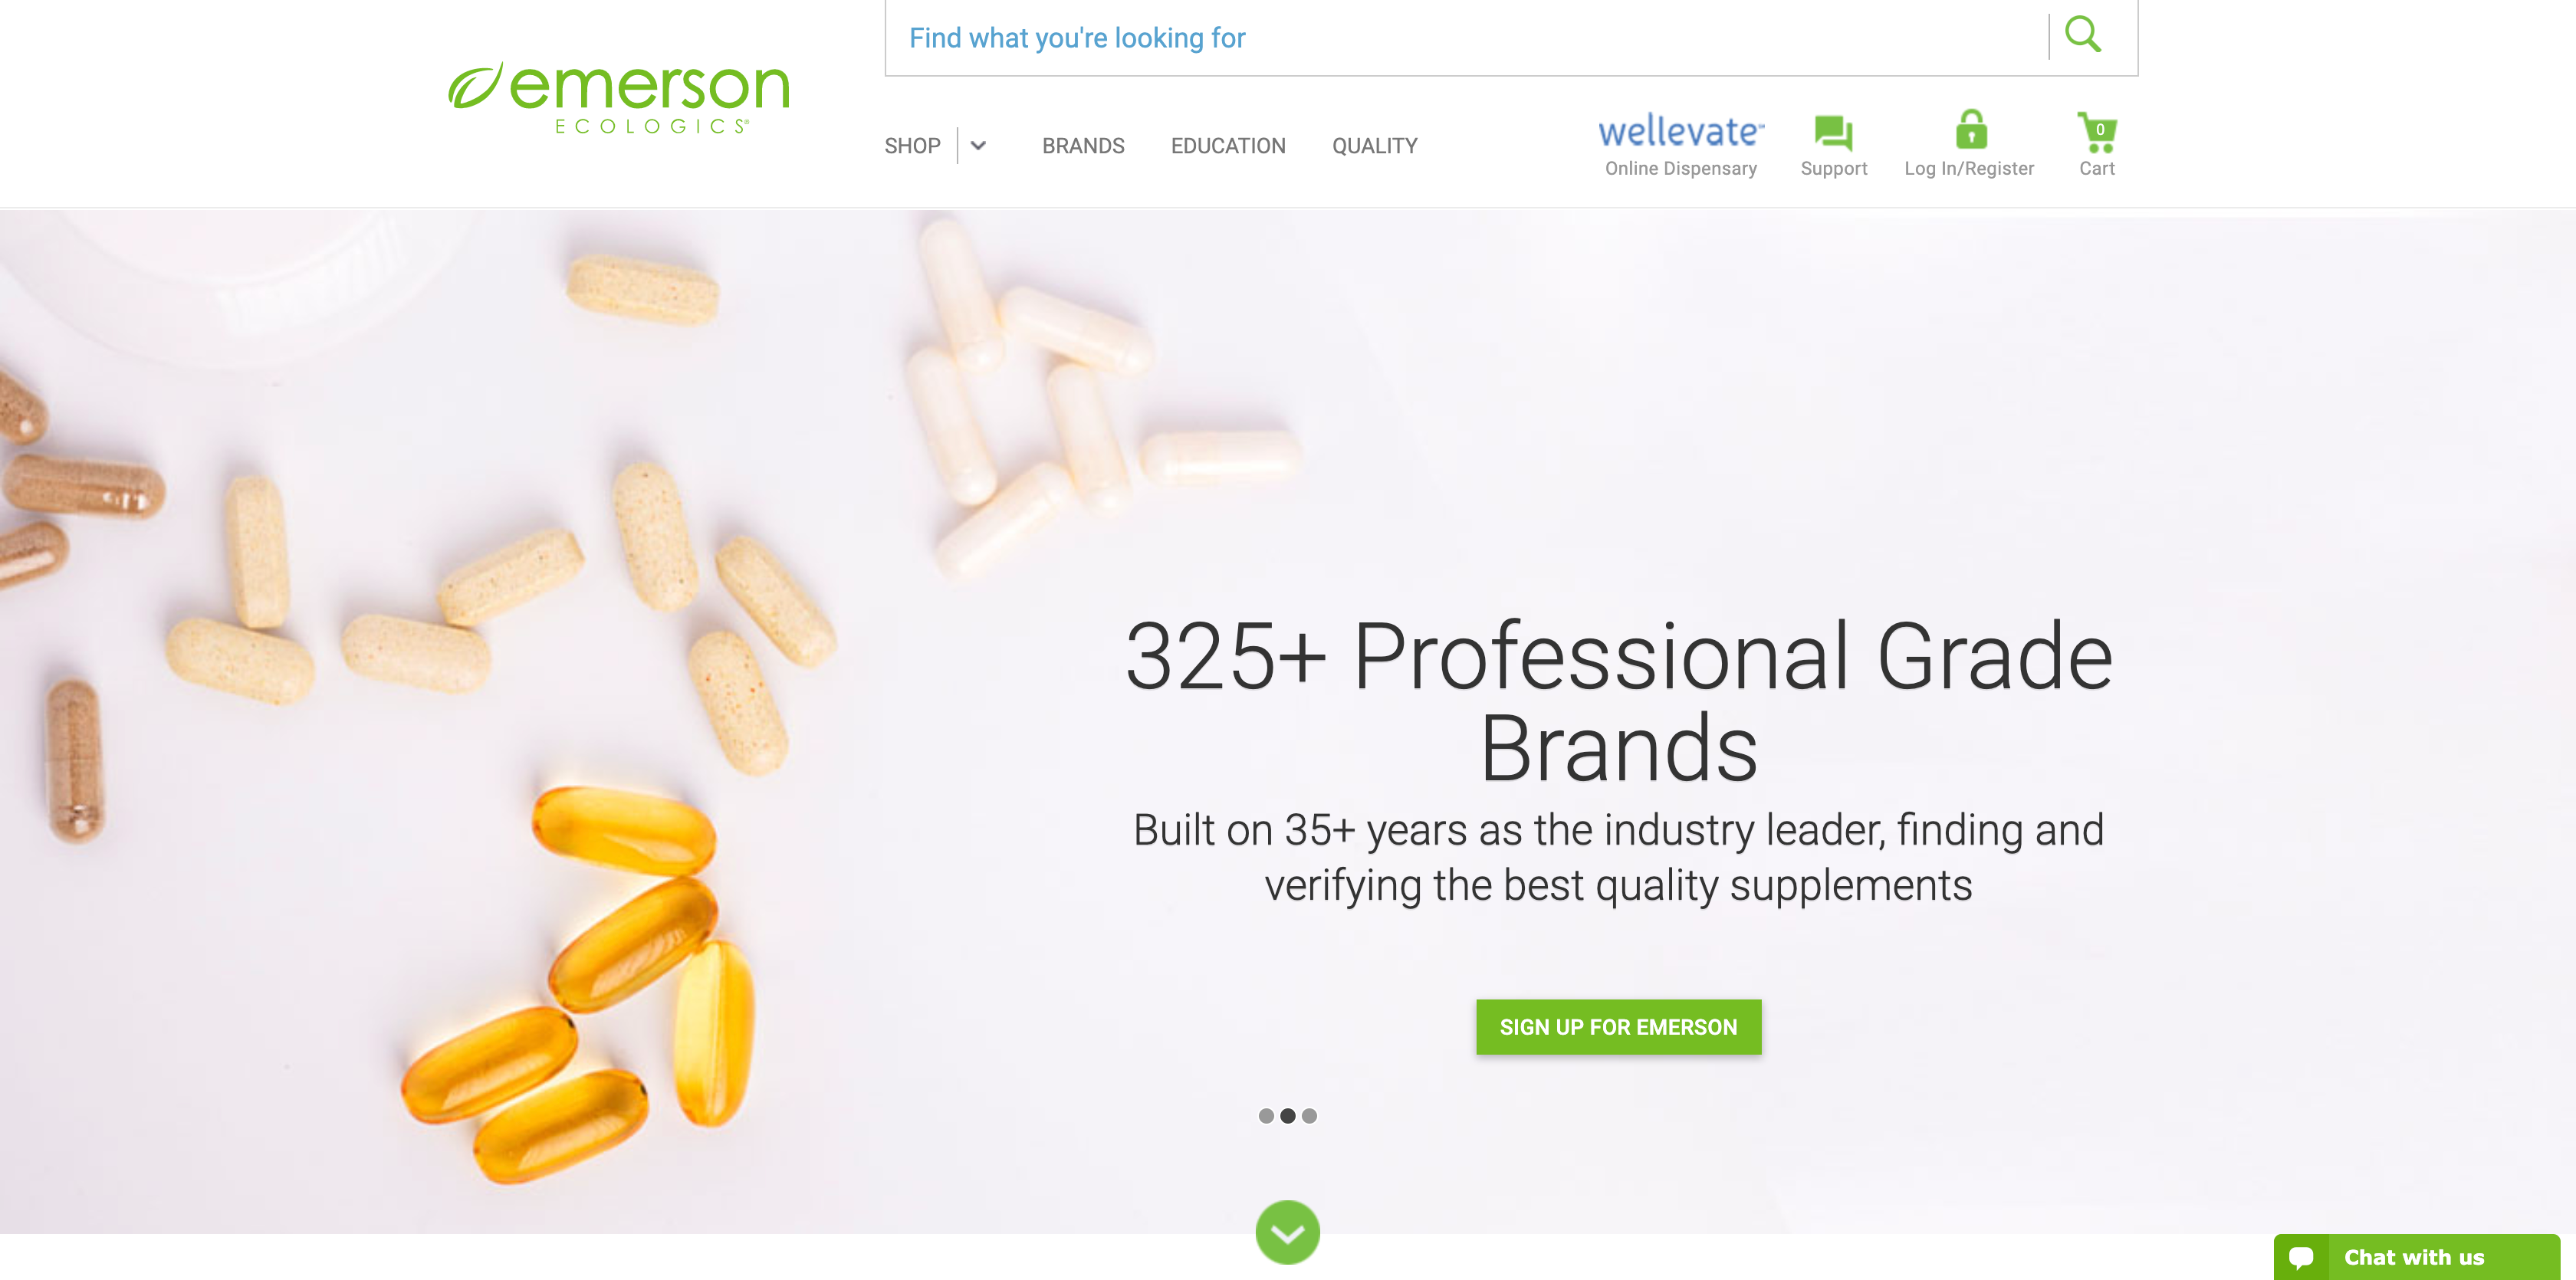 Find what you're looking for
emerson
ECOLOGICS®
SHOP
BRANDS
EDUCATION
QUALITY
wellevate℠
Online Dispensary
Support
Log In/Register
0
Cart
325+ Professional Grade
Brands
Built on 35+ years as the industry leader, finding and
verifying the best quality supplements
SIGN UP FOR EMERSON
Chat with us